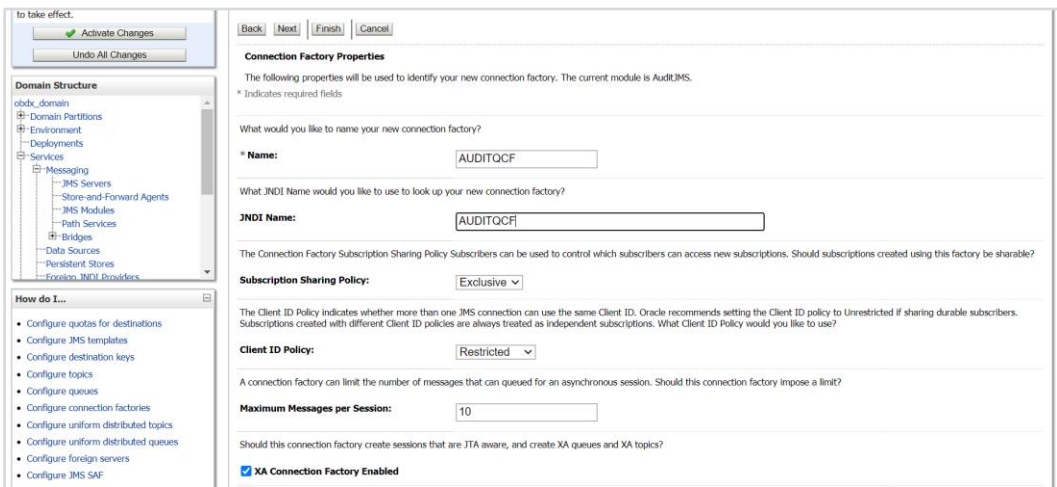 to take effect.
Activate Changes
Undo All Changes
Domain Structure
obdx_domain
Domain Partitions
Environment
Deployments
Services
Messaging
JMS Servers
Store-and-Forward Agents
JMS Modules
Path Services
Bridges
Data Sources
Persistent Stores
Foreign JNDI Providers
How do I...
Configure quotas for destinations
Configure JMS templates
Configure destination keys
Configure topics
Configure queues
Configure connection factories
Configure uniform distributed topics
Configure uniform distributed queues
Configure foreign servers
Configure JMS SAF
Back Next Finish Cancel
Connection Factory Properties
The following properties will be used to identify your new connection factory. The current module is AuditJMS.
* Indicates required fields
What would you like to name your new connection factory?
* Name: AUDITQCF
What JNDI Name would you like to use to look up your new connection factory?
JNDI Name: AUDITQCF
The Connection Factory Subscription Sharing Policy Subscribers can be used to control which subscribers can access new subscriptions. Should subscriptions created using this factory be sharable?
Subscription Sharing Policy: Exclusive
The Client ID Policy indicates whether more than one JMS connection can use the same Client ID. Oracle recommends setting the Client ID policy to Unrestricted if sharing durable subscribers.
Subscriptions created with different Client ID policies are always treated as independent subscriptions. What Client ID Policy would you like to use?
Client ID Policy: Restricted
A connection factory can limit the number of messages that can queued for an asynchronous session. Should this connection factory impose a limit?
Maximum Messages per Session: 10
Should this connection factory create sessions that are JTA aware, and create XA queues and XA topics?
XA Connection Factory Enabled